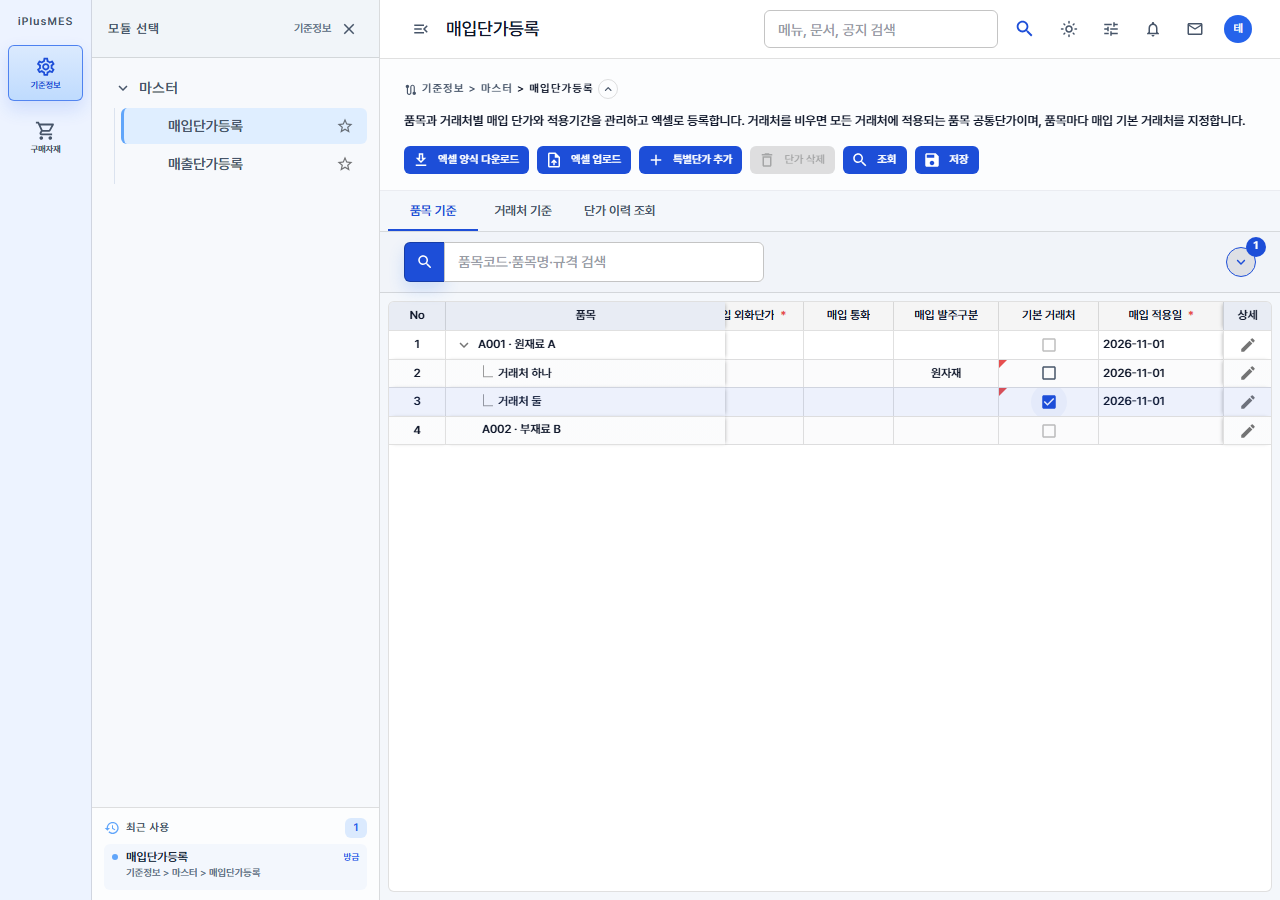 iPlusMES
기준정보
구매자재
모듈 선택
기준정보
마스터
매입단가등록
매출단가등록
최근 사용
1
매입단가등록
방금
기준정보 > 마스터 > 매입단가등록
매입단가등록
메뉴, 문서, 공지 검색
테
기준정보 > 마스터 > 매입단가등록
품목과 거래처별 매입 단가와 적용기간을 관리하고 엑셀로 등록합니다. 거래처를 비우면 모든 거래처에 적용되는 품목 공통단가이며, 품목마다 매입 기본 거래처를 지정합니다.
엑셀 양식 다운로드 엑셀 업로드 특별단가 추가 단가 삭제 조회 저장
품목 기준 거래처 기준 단가 이력 조회
품목코드·품목명·규격 검색
1
No 품목 외화단가 * 매입 통화 매입 발주구분 기본 거래처 매입 적용일 * 상세
1 A001 · 원재료 A 2026-11-01
2 거래처 하나 원자재 2026-11-01
3 거래처 둘 2026-11-01
4 A002 · 부재료 B